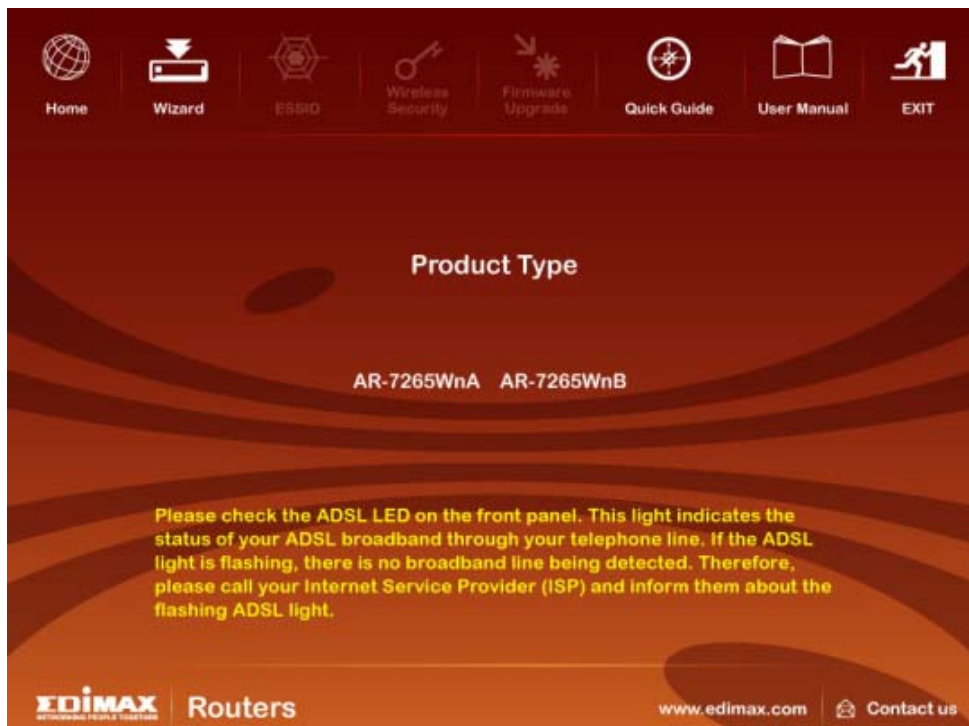 Home
Wizard
ESSID
Wireless
Security
Firmware
Upgrade
Quick Guide
User Manual
EXIT
Product Type
AR-7265WnA AR-7265WnB
Please check the ADSL LED on the front panel. This light indicates the
status of your ADSL broadband through your telephone line. If the ADSL
light is flashing, there is no broadband line being detected. Therefore,
please call your Internet Service Provider (ISP) and inform them about the
flashing ADSL light.
EDiMAX
NETWORKING PEOPLE TOGETHER
Routers
www.edimax.com
Contact us